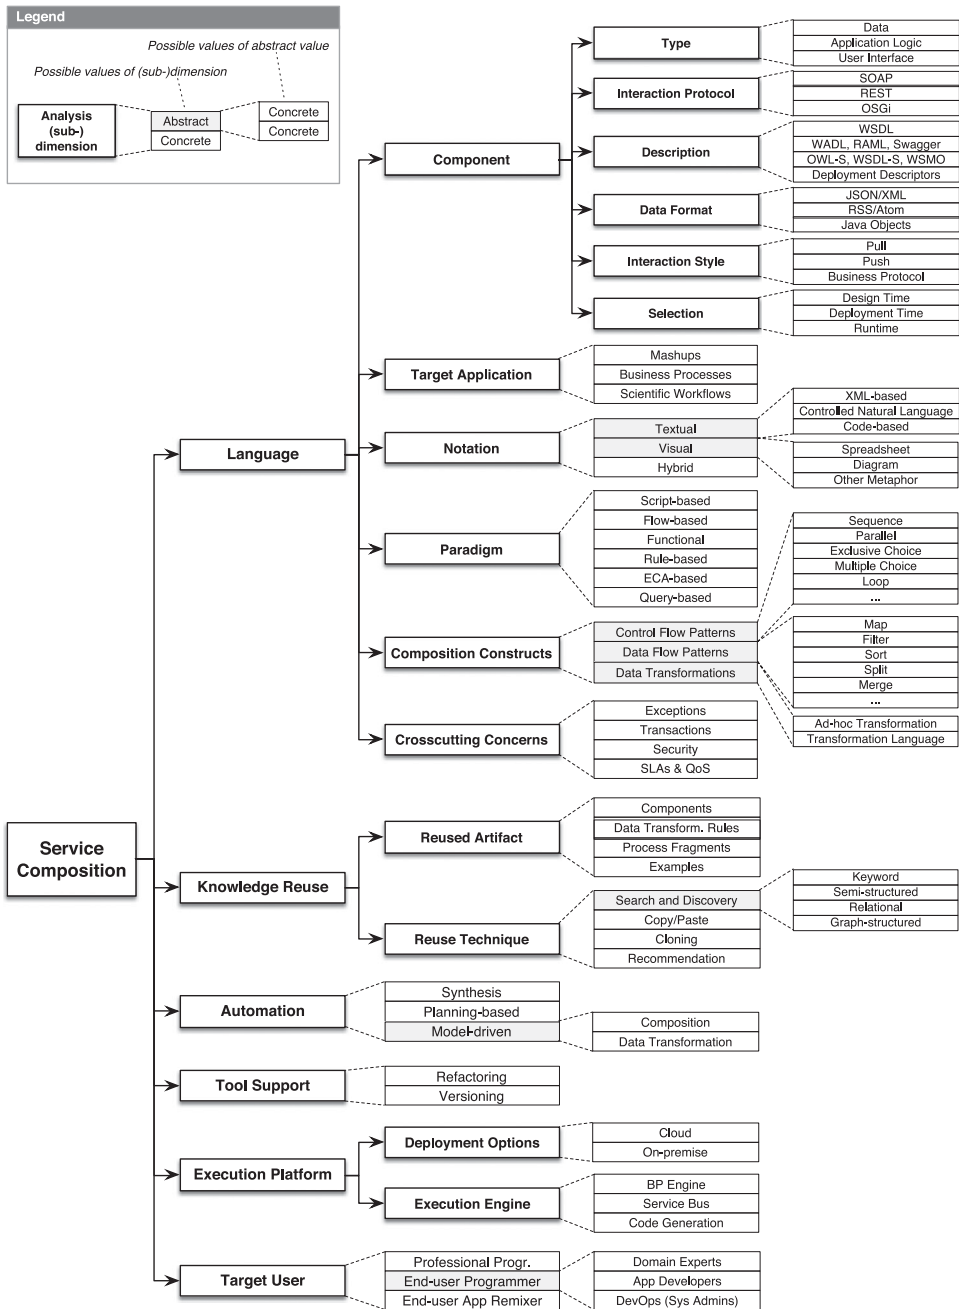 Legend
Possible values of abstract value
Possible values of (sub-)dimension
Analysis
(sub-)
dimension
Abstract
Concrete
Concrete
Concrete
Service
Composition
Language
Component
Type
Data
Application Logic
User Interface
Interaction Protocol
SOAP
REST
OSGi
Description
WSDL
WADL, RAML, Swagger
OWL-S, WSDL-S, WSMO
Deployment Descriptors
Data Format
JSON/XML
RSS/Atom
Java Objects
Interaction Style
Pull
Push
Business Protocol
Selection
Design Time
Deployment Time
Runtime
Target Application
Mashups
Business Processes
Scientific Workflows
Notation
Textual
Visual
Hybrid
XML-based
Controlled Natural Language
Code-based
Spreadsheet
Diagram
Other Metaphor
Paradigm
Script-based
Flow-based
Functional
Rule-based
ECA-based
Query-based
Composition Constructs
Control Flow Patterns
Data Flow Patterns
Data Transformations
Sequence
Parallel
Exclusive Choice
Multiple Choice
Loop
...
Map
Filter
Sort
Split
Merge
...
Ad-hoc Transformation
Transformation Language
Crosscutting Concerns
Exceptions
Transactions
Security
SLAs & QoS
Knowledge Reuse
Reused Artifact
Components
Data Transform. Rules
Process Fragments
Examples
Reuse Technique
Search and Discovery
Copy/Paste
Cloning
Recommendation
Keyword
Semi-structured
Relational
Graph-structured
Automation
Synthesis
Planning-based
Model-driven
Composition
Data Transformation
Tool Support
Refactoring
Versioning
Execution Platform
Deployment Options
Cloud
On-premise
Execution Engine
BP Engine
Service Bus
Code Generation
Target User
Professional Progr.
End-user Programmer
End-user App Remixer
Domain Experts
App Developers
DevOps (Sys Admins)